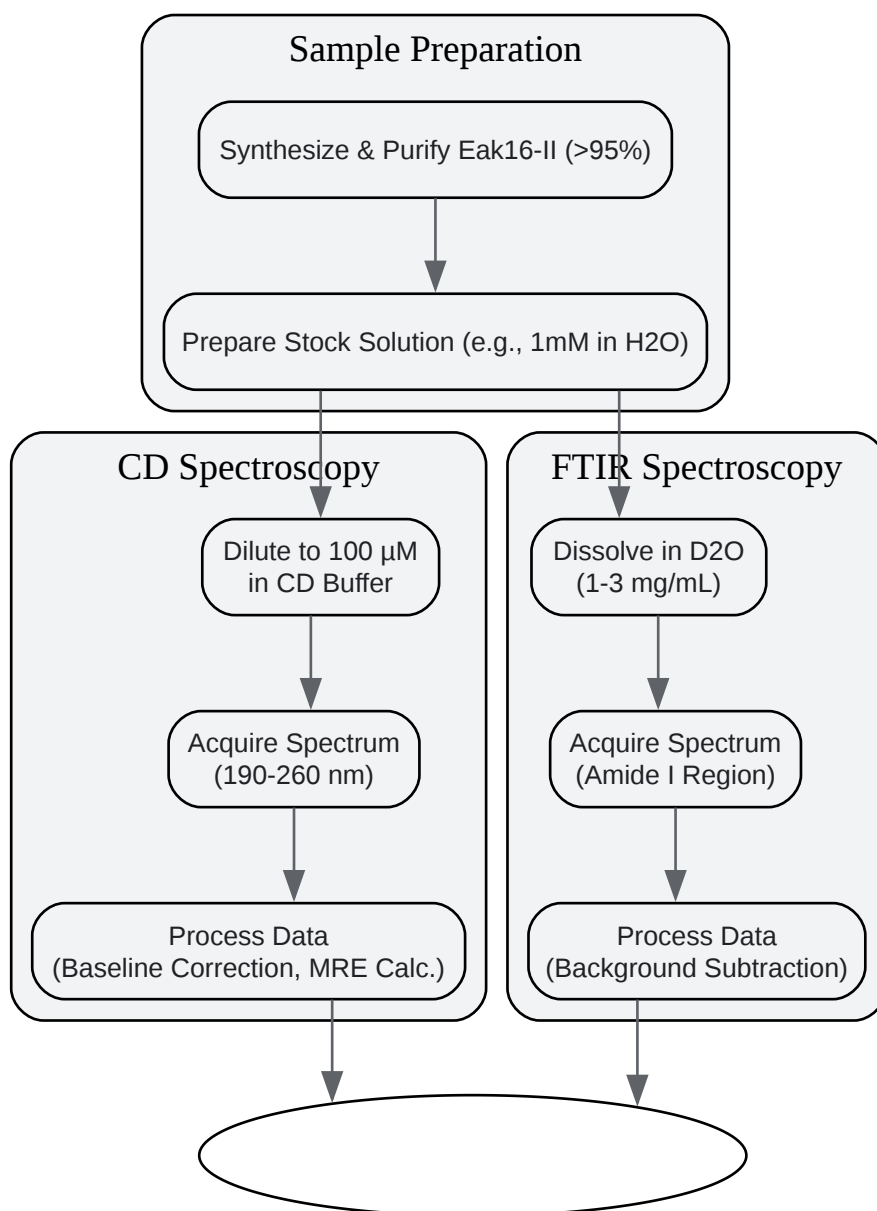 Sample Preparation
Synthesize & Purify Eak16-II (>95%)
Prepare Stock Solution (e.g., 1mM in H2O)
CD Spectroscopy
Dilute to 100 µM
in CD Buffer
Acquire Spectrum
(190-260 nm)
Process Data
(Baseline Correction, MRE Calc.)
FTIR Spectroscopy
Dissolve in D2O
(1-3 mg/mL)
Acquire Spectrum
(Amide I Region)
Process Data
(Background Subtraction)